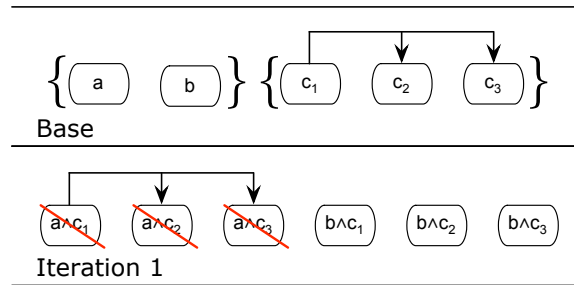 { a b } { c₁ c₂ c₃ }
Base
a∧c₁ a∧c₂ a∧c₃ b∧c₁ b∧c₂ b∧c₃
Iteration 1